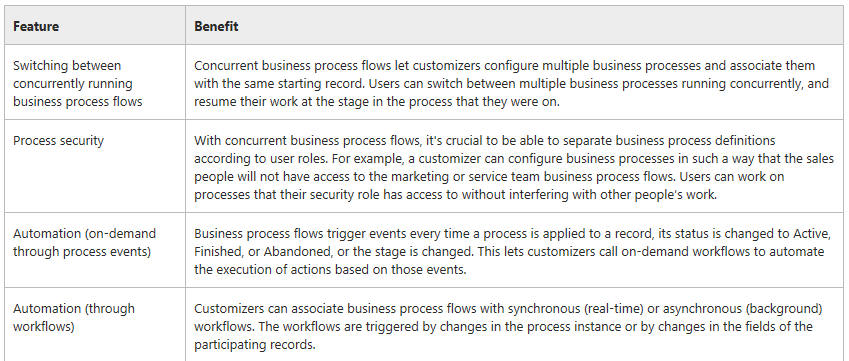 Feature
Benefit
Switching between
concurrently running
business process flows
Concurrent business process flows let customizers configure multiple business processes and associate them
with the same starting record. Users can switch between multiple business processes running concurrently, and
resume their work at the stage in the process that they were on.
Process security
With concurrent business process flows, it's crucial to be able to separate business process definitions
according to user roles. For example, a customizer can configure business processes in such a way that the sales
people will not have access to the marketing or service team business process flows. Users can work on
processes that their security role has access to without interfering with other people's work.
Automation (on-demand
through process events)
Business process flows trigger events every time a process is applied to a record, its status is changed to Active,
Finished, or Abandoned, or the stage is changed. This lets customizers call on-demand workflows to automate
the execution of actions based on those events.
Automation (through
workflows)
Customizers can associate business process flows with synchronous (real-time) or asynchronous (background)
workflows. The workflows are triggered by changes in the process instance or by changes in the fields of the
participating records.